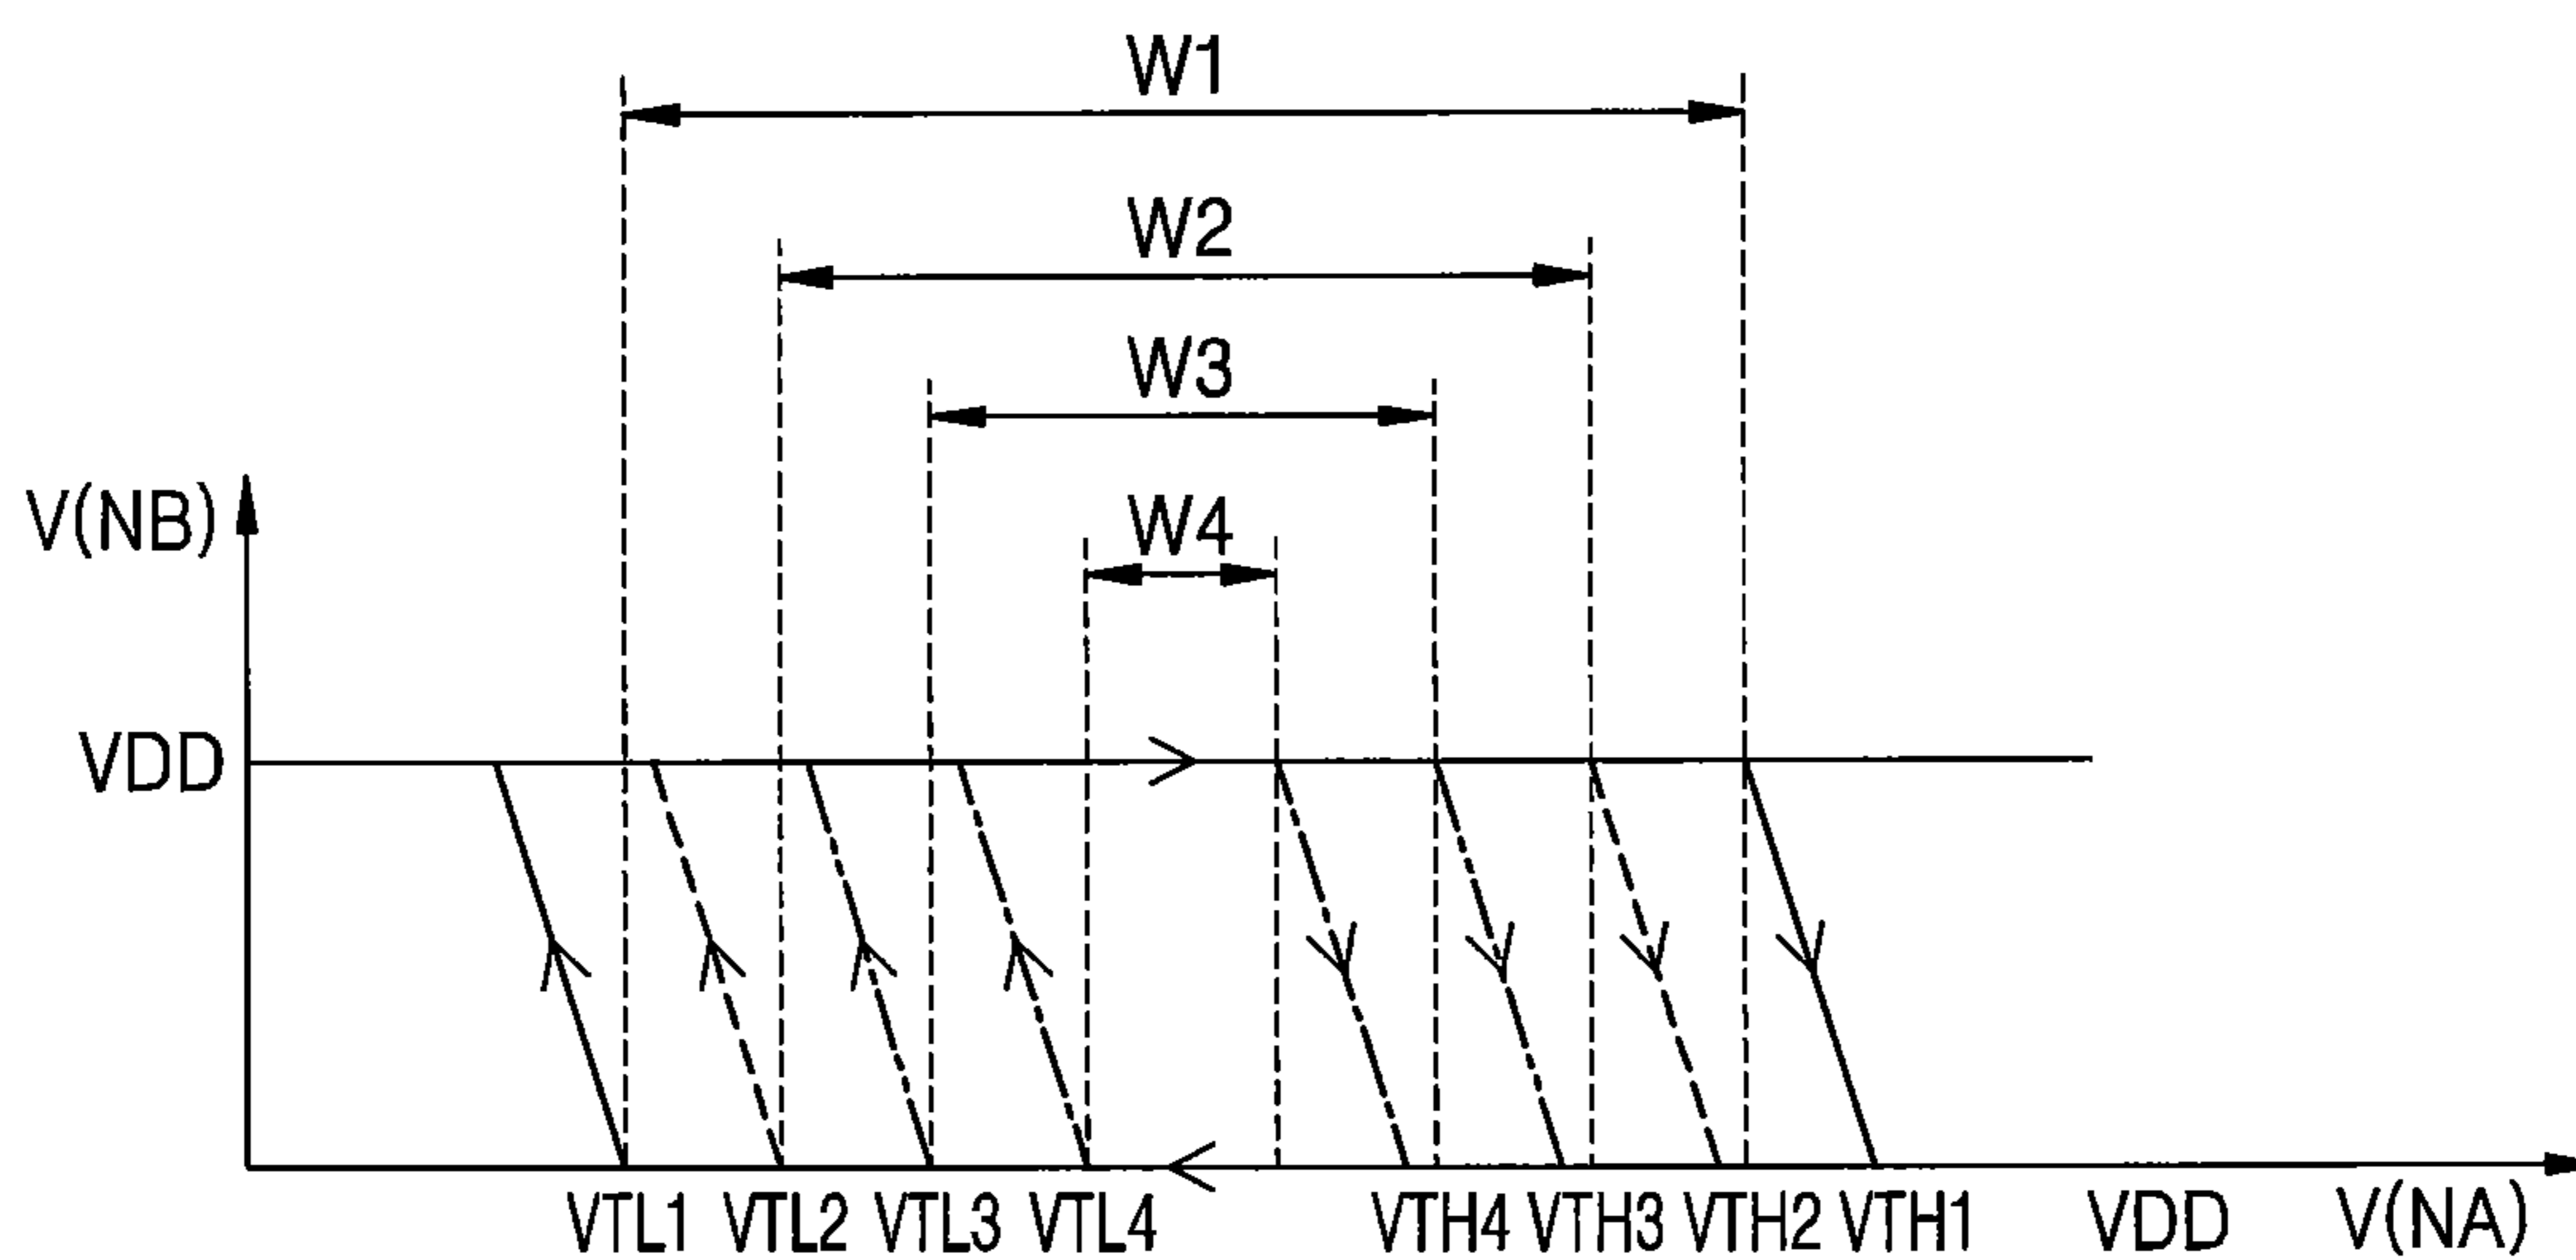 W1
W2
W3
W4
V(NB)
VDD
VTL1 VTL2 VTL3 VTL4 VTH4 VTH3 VTH2 VTH1 VDD V(NA)